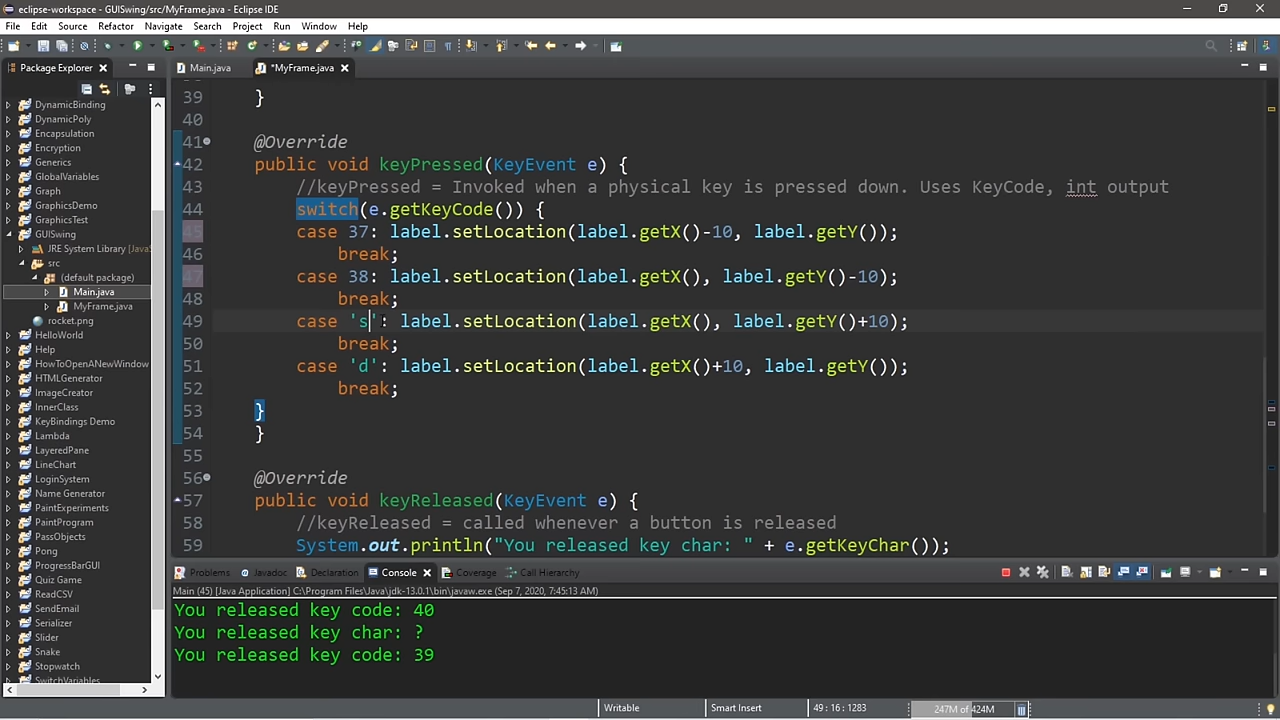 eclipse-workspace - GUISwing/src/MyFrame.java - Eclipse IDE
File Edit Source Refactor Navigate Search Project Run Window Help
Package Explorer
Main.java
*MyFrame.java
DynamicBinding
DynamicPoly
Encapsulation
Encryption
Generics
GlobalVariables
Graph
GraphicsDemo
GraphicsTest
GUISwing
JRE System Library [JavaS
src
(default package)
Main.java
MyFrame.java
rocket.png
HelloWorld
Help
HowToOpenANewWindow
HTMLGenerator
ImageCreator
InnerClass
KeyBindings Demo
Lambda
LayeredPane
LineChart
LoginSystem
Name Generator
PaintExperiments
PaintProgram
PassObjects
Pong
ProgressBarGUI
Quiz Game
ReadCSV
SendEmail
Serializer
Slider
Snake
Stopwatch
SwitchVariables
39 }
40
41 @Override
42 public void keyPressed(KeyEvent e) {
43 //keyPressed = Invoked when a physical key is pressed down. Uses KeyCode, int output
44 switch(e.getKeyCode()) {
45 case 37: label.setLocation(label.getX()-10, label.getY());
46 break;
47 case 38: label.setLocation(label.getX(), label.getY()-10);
48 break;
49 case 's': label.setLocation(label.getX(), label.getY()+10);
50 break;
51 case 'd': label.setLocation(label.getX()+10, label.getY());
52 break;
53 }
54 }
55
56 @Override
57 public void keyReleased(KeyEvent e) {
58 //keyReleased = called whenever a button is released
59 System.out.println("You released key char: " + e.getKeyChar());
Problems Javadoc Declaration Console Coverage Call Hierarchy
Main (45) [Java Application] C:\Program Files\Java\jdk-13.0.1\bin\javaw.exe (Sep 7, 2020, 7:45:13 AM)
You released key code: 40
You released key char: ?
You released key code: 39
Writable Smart Insert 49 : 16 : 1283 247M of 424M